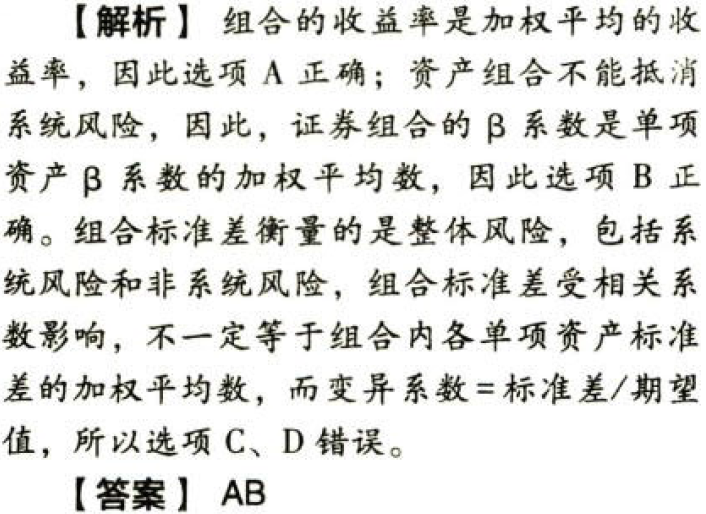 【解析】 组合的收益率是加权平均的收
益率，因此选项 A 正确；资产组合不能抵消
系统风险，因此，证券组合的 β 系数是单项
资产 β 系数的加权平均数，因此选项 B 正
确。组合标准差衡量的是整体风险，包括系
统风险和非系统风险，组合标准差受相关系
数影响，不一定等于组合内各单项资产标准
差的加权平均数，而变异系数=标准差/期望
值，所以选项 C、D 错误。
【答案】 AB